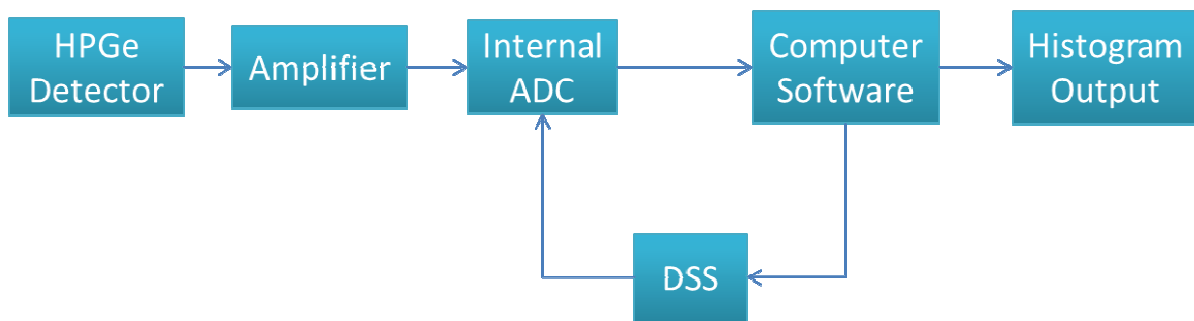 HPGe
Detector
Amplifier
Internal
ADC
Computer
Software
Histogram
Output
DSS